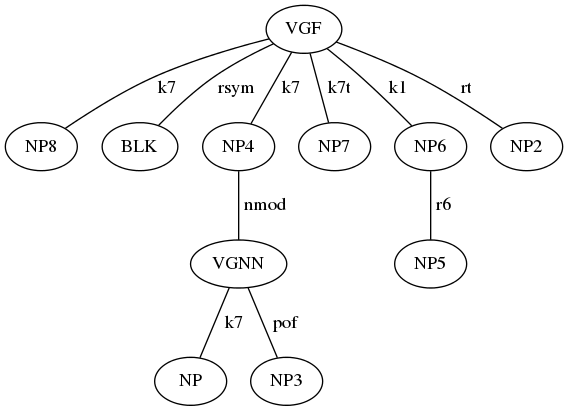 VGF
k7 rsym k7 k7t k1 rt
NP8 BLK NP4 NP7 NP6 NP2
nmod r6
VGNN NP5
k7 pof
NP NP3